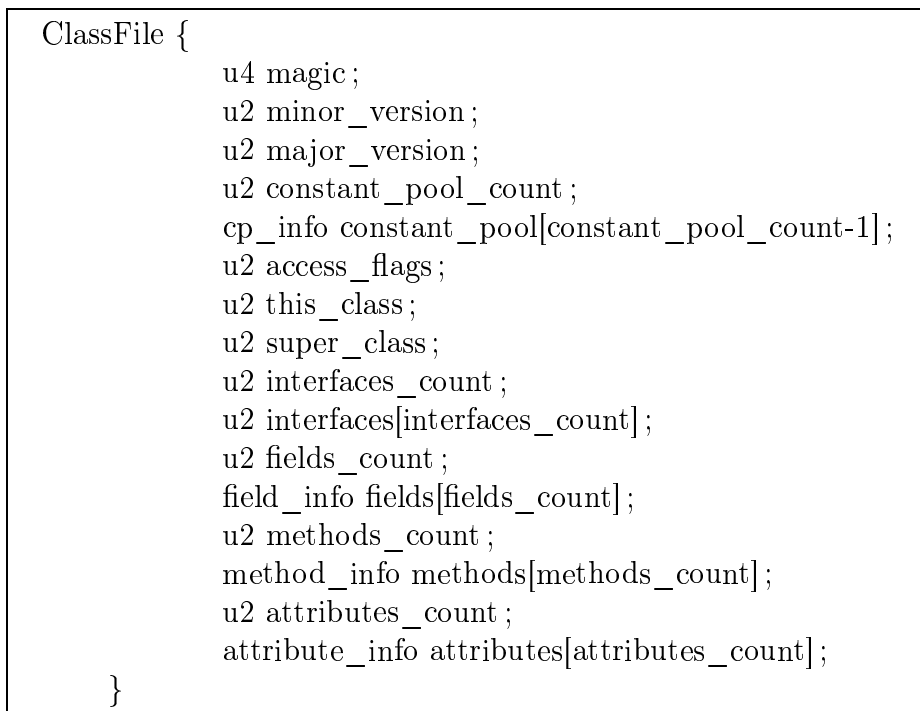 ClassFile {
u4 magic ;
u2 minor_version ;
u2 major_version ;
u2 constant_pool_count ;
cp_info constant_pool[constant_pool_count-1] ;
u2 access_flags ;
u2 this_class ;
u2 super_class ;
u2 interfaces_count ;
u2 interfaces[interfaces_count] ;
u2 fields_count ;
field_info fields[fields_count] ;
u2 methods_count ;
method_info methods[methods_count] ;
u2 attributes_count ;
attribute_info attributes[attributes_count] ;
}